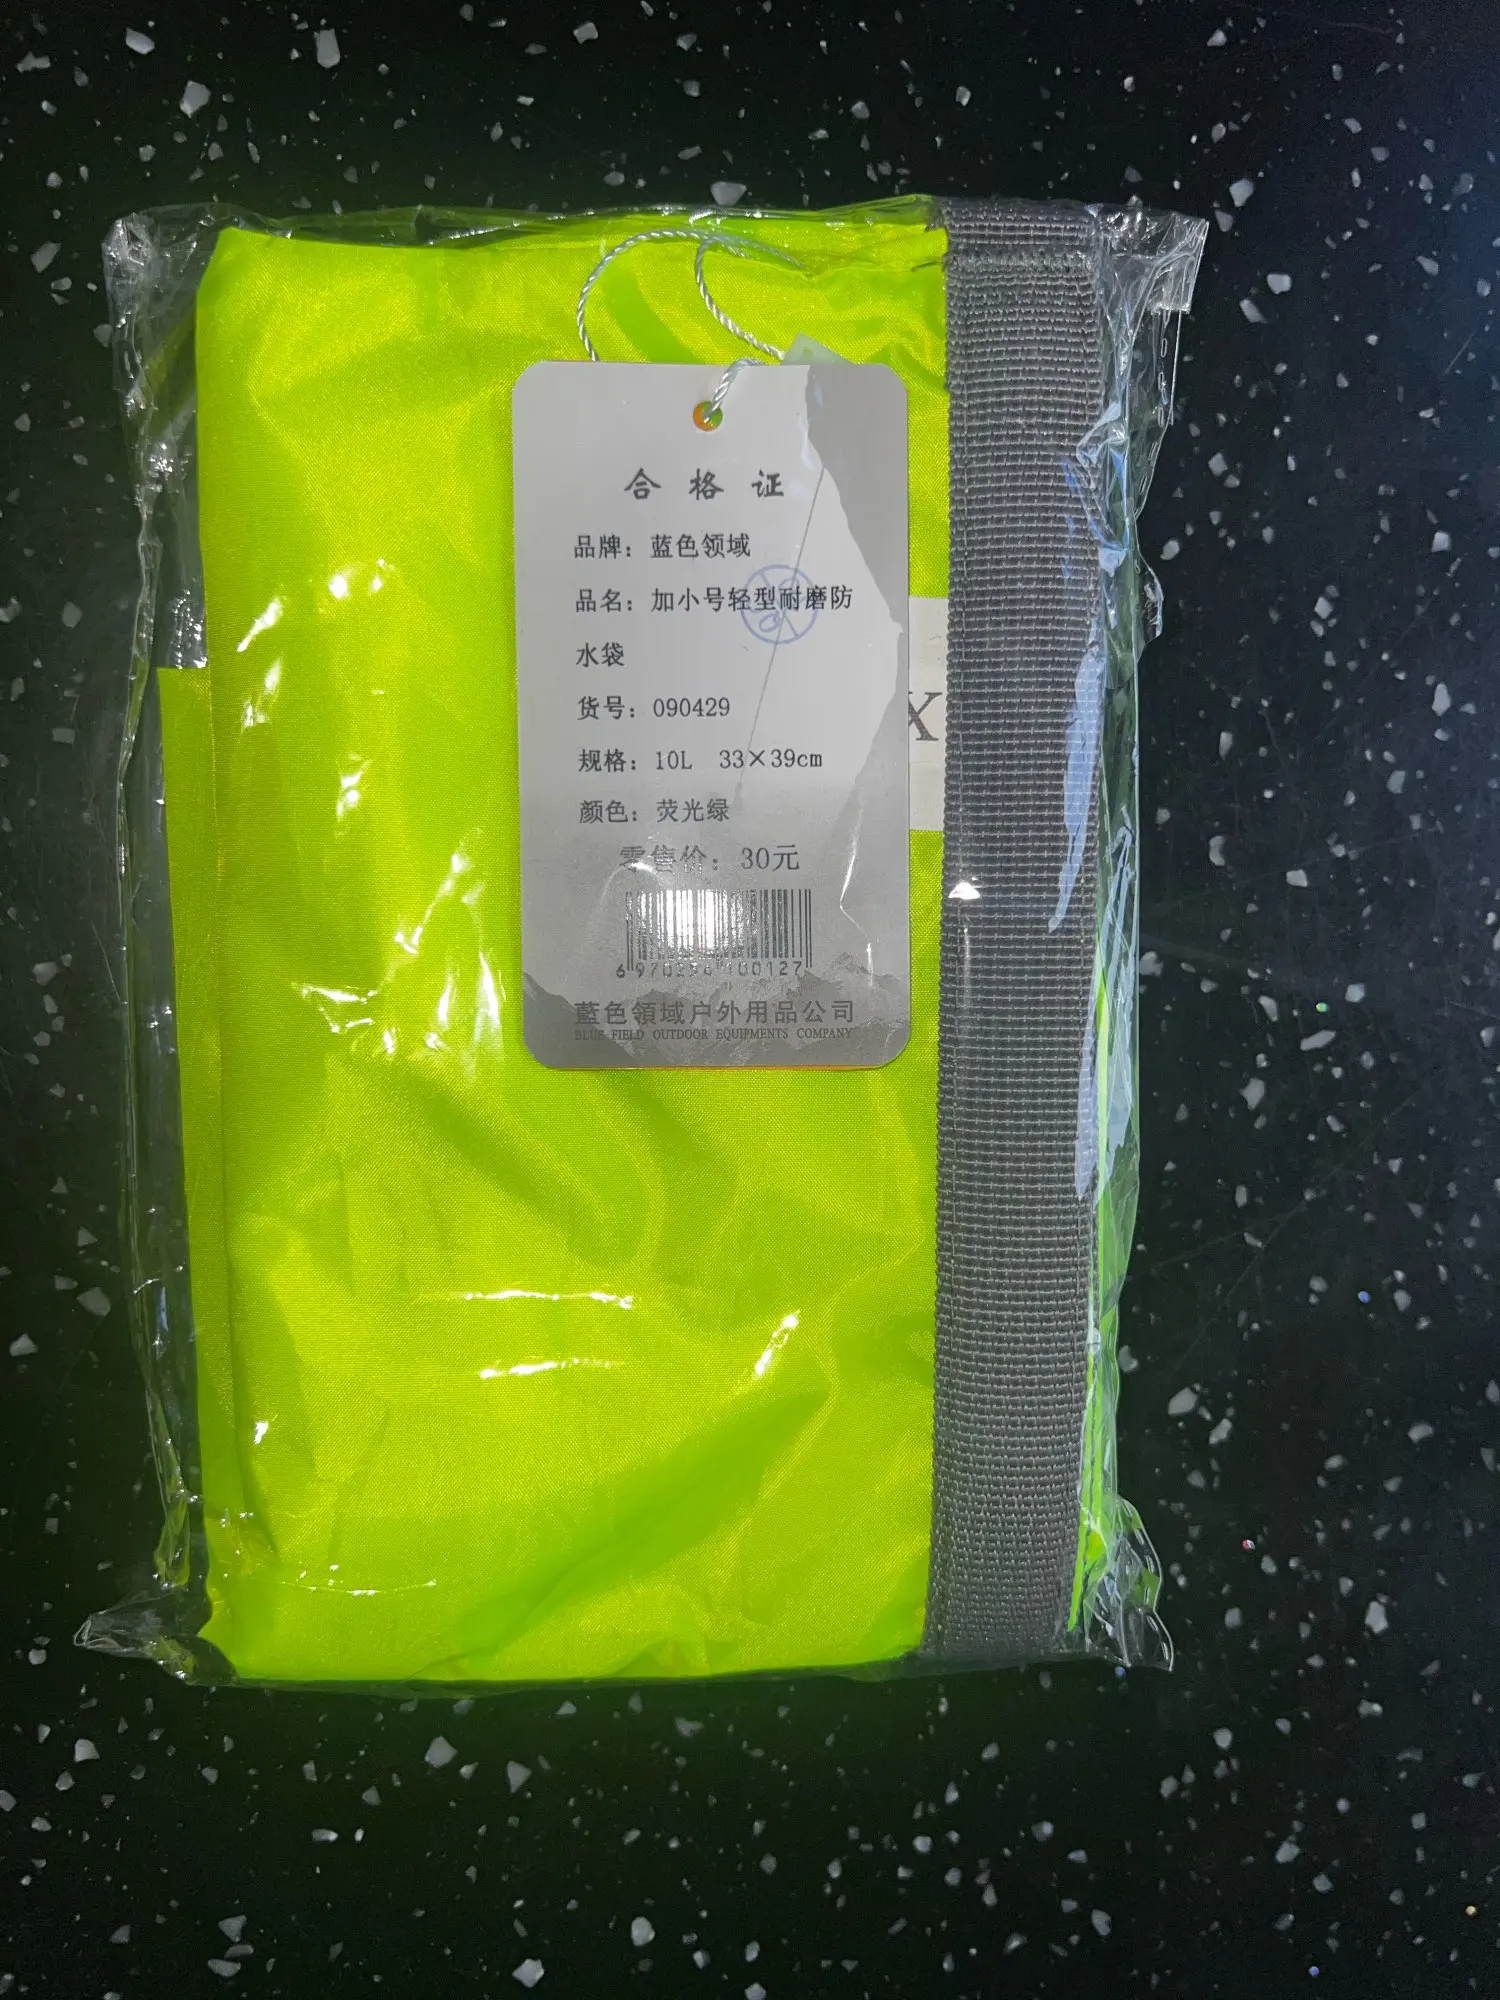 合格证
品牌：蓝色领域
品名：加小号轻型耐磨防
水袋
货号：090429
规格：10L 33×39cm
颜色：荧光绿
零售价：30元
X
藍色領域户外用品公司
BLUE FIELD OUTDOOR EQUIPMENTS COMPANY